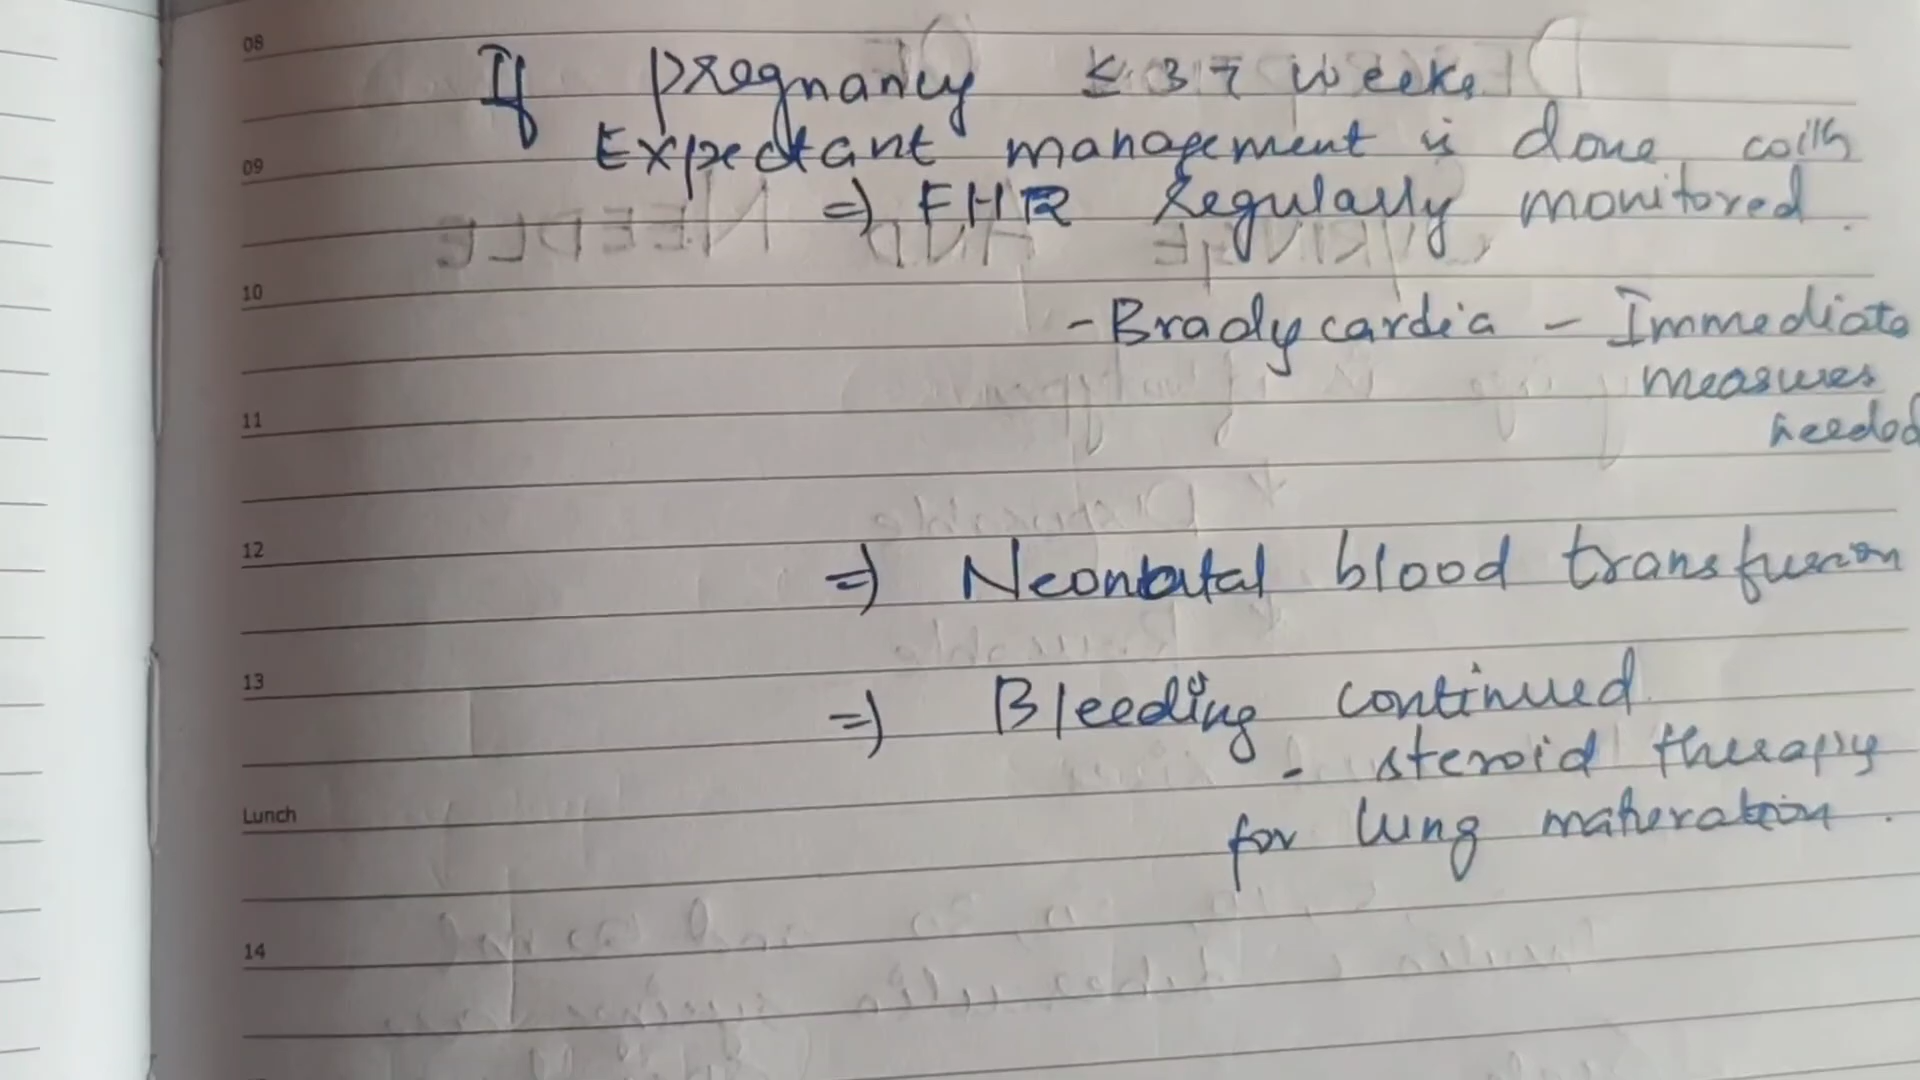 08
If pregnancy ≤ 37 weeks
Expectant management is done with
09
⇒ FHR regularly monitored.
10
- Bradycardia - Immediate
measures
11
needed
12
⇒ Neonatal blood transfusion
13
⇒ Bleeding continued
- steroid therapy
Lunch
for lung matueration.
14